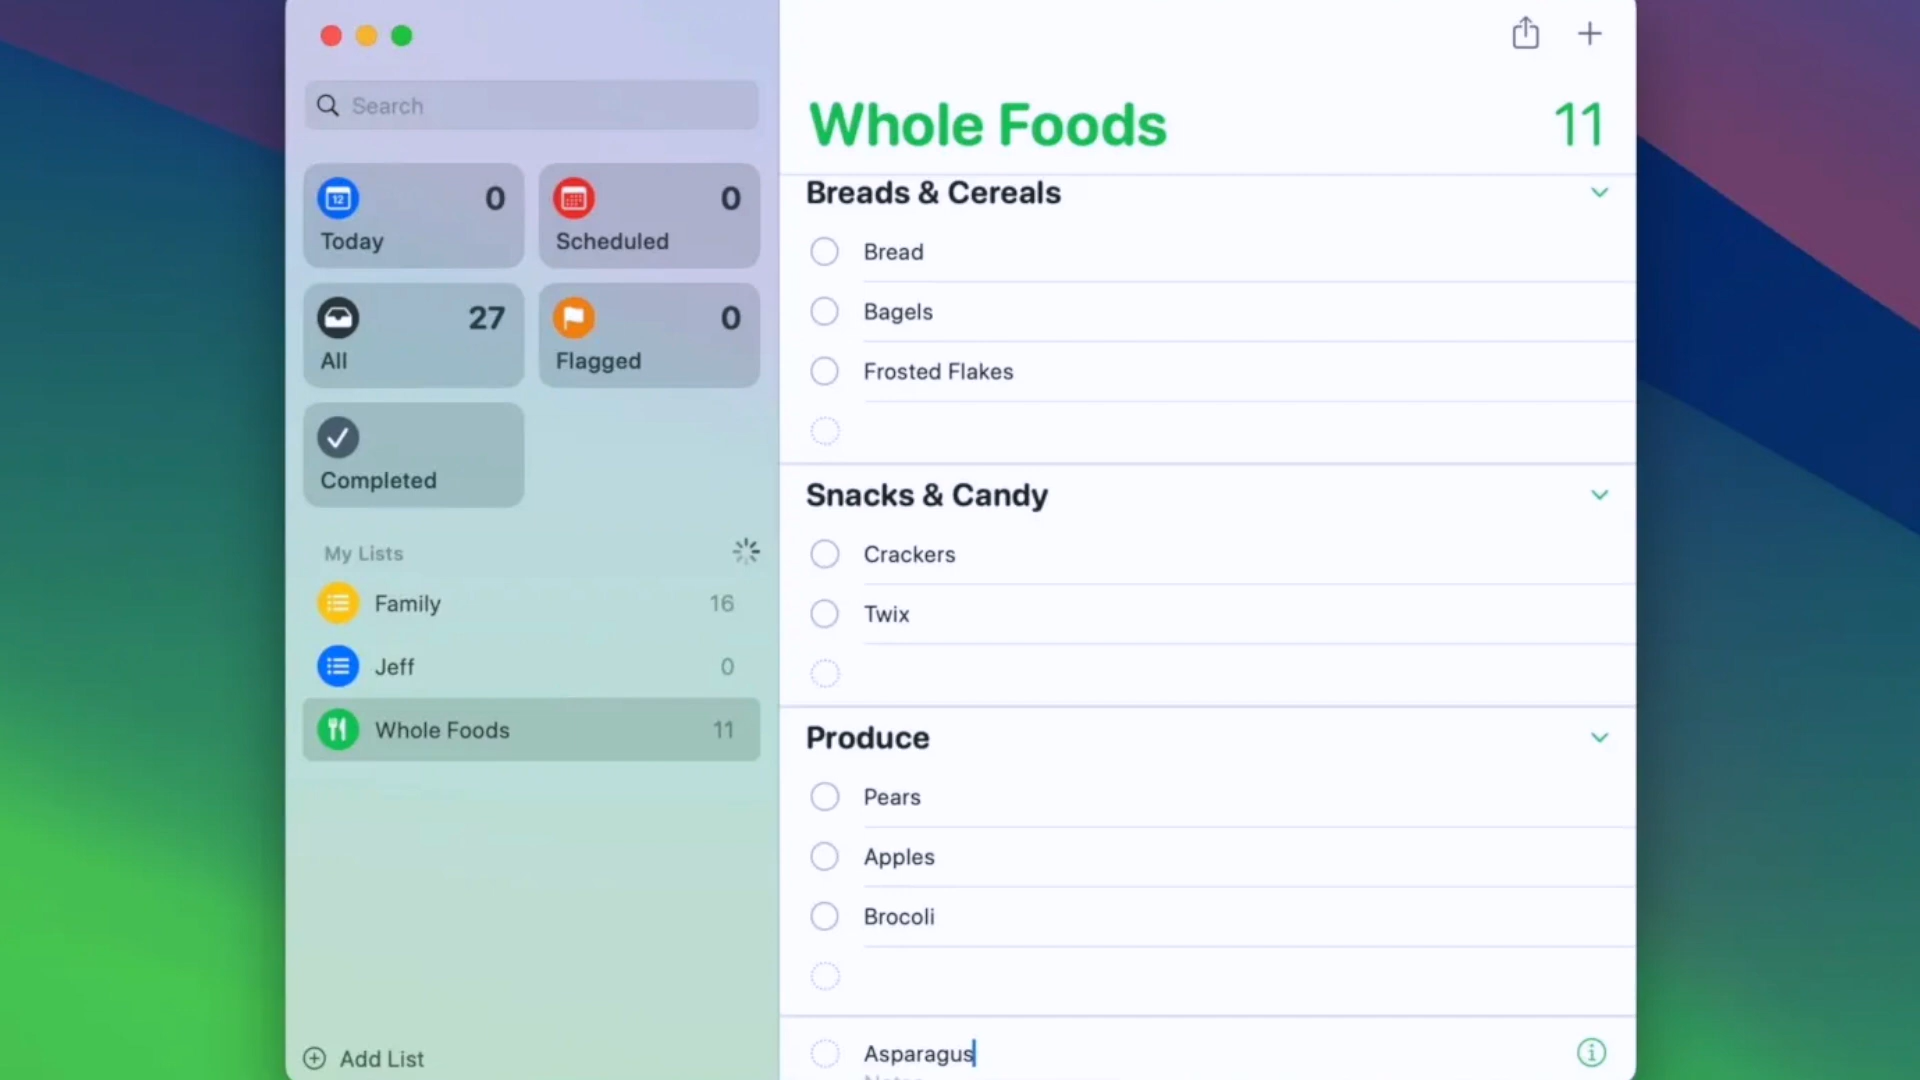 Search
12
0
Today
0
Scheduled
27
All
0
Flagged
Completed
My Lists
Family 16
Jeff 0
Whole Foods 11
Add List
Whole Foods 11
Breads & Cereals
Bread
Bagels
Frosted Flakes
Snacks & Candy
Crackers
Twix
Produce
Pears
Apples
Brocoli
Asparagus